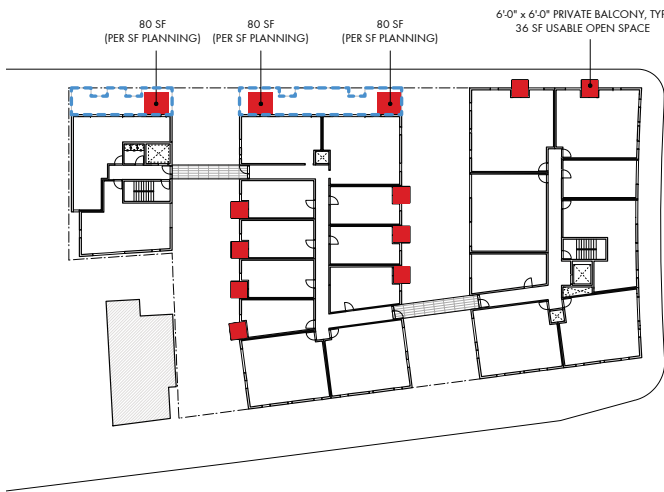 80 SF
(PER SF PLANNING)
80 SF
(PER SF PLANNING)
80 SF
(PER SF PLANNING)
6'-0" x 6'-0" PRIVATE BALCONY, TYP
36 SF USABLE OPEN SPACE